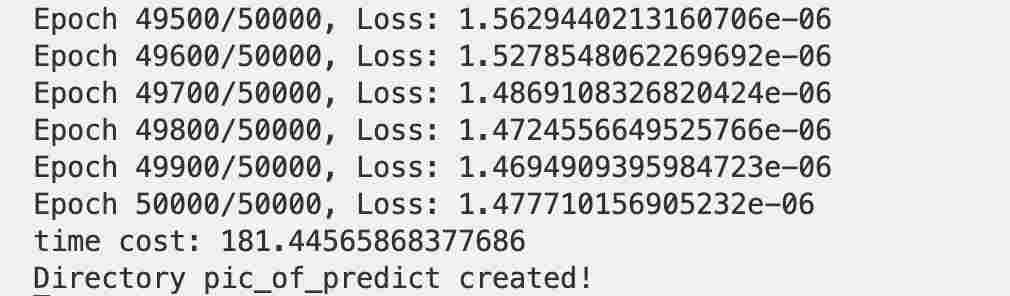 Epoch 49500/50000, Loss: 1.5629440213160706e-06
Epoch 49600/50000, Loss: 1.5278548062269692e-06
Epoch 49700/50000, Loss: 1.4869108326820424e-06
Epoch 49800/50000, Loss: 1.4724556649525766e-06
Epoch 49900/50000, Loss: 1.4694909395984723e-06
Epoch 50000/50000, Loss: 1.477710156905232e-06
time cost: 181.44565868377686
Directory pic_of_predict created!